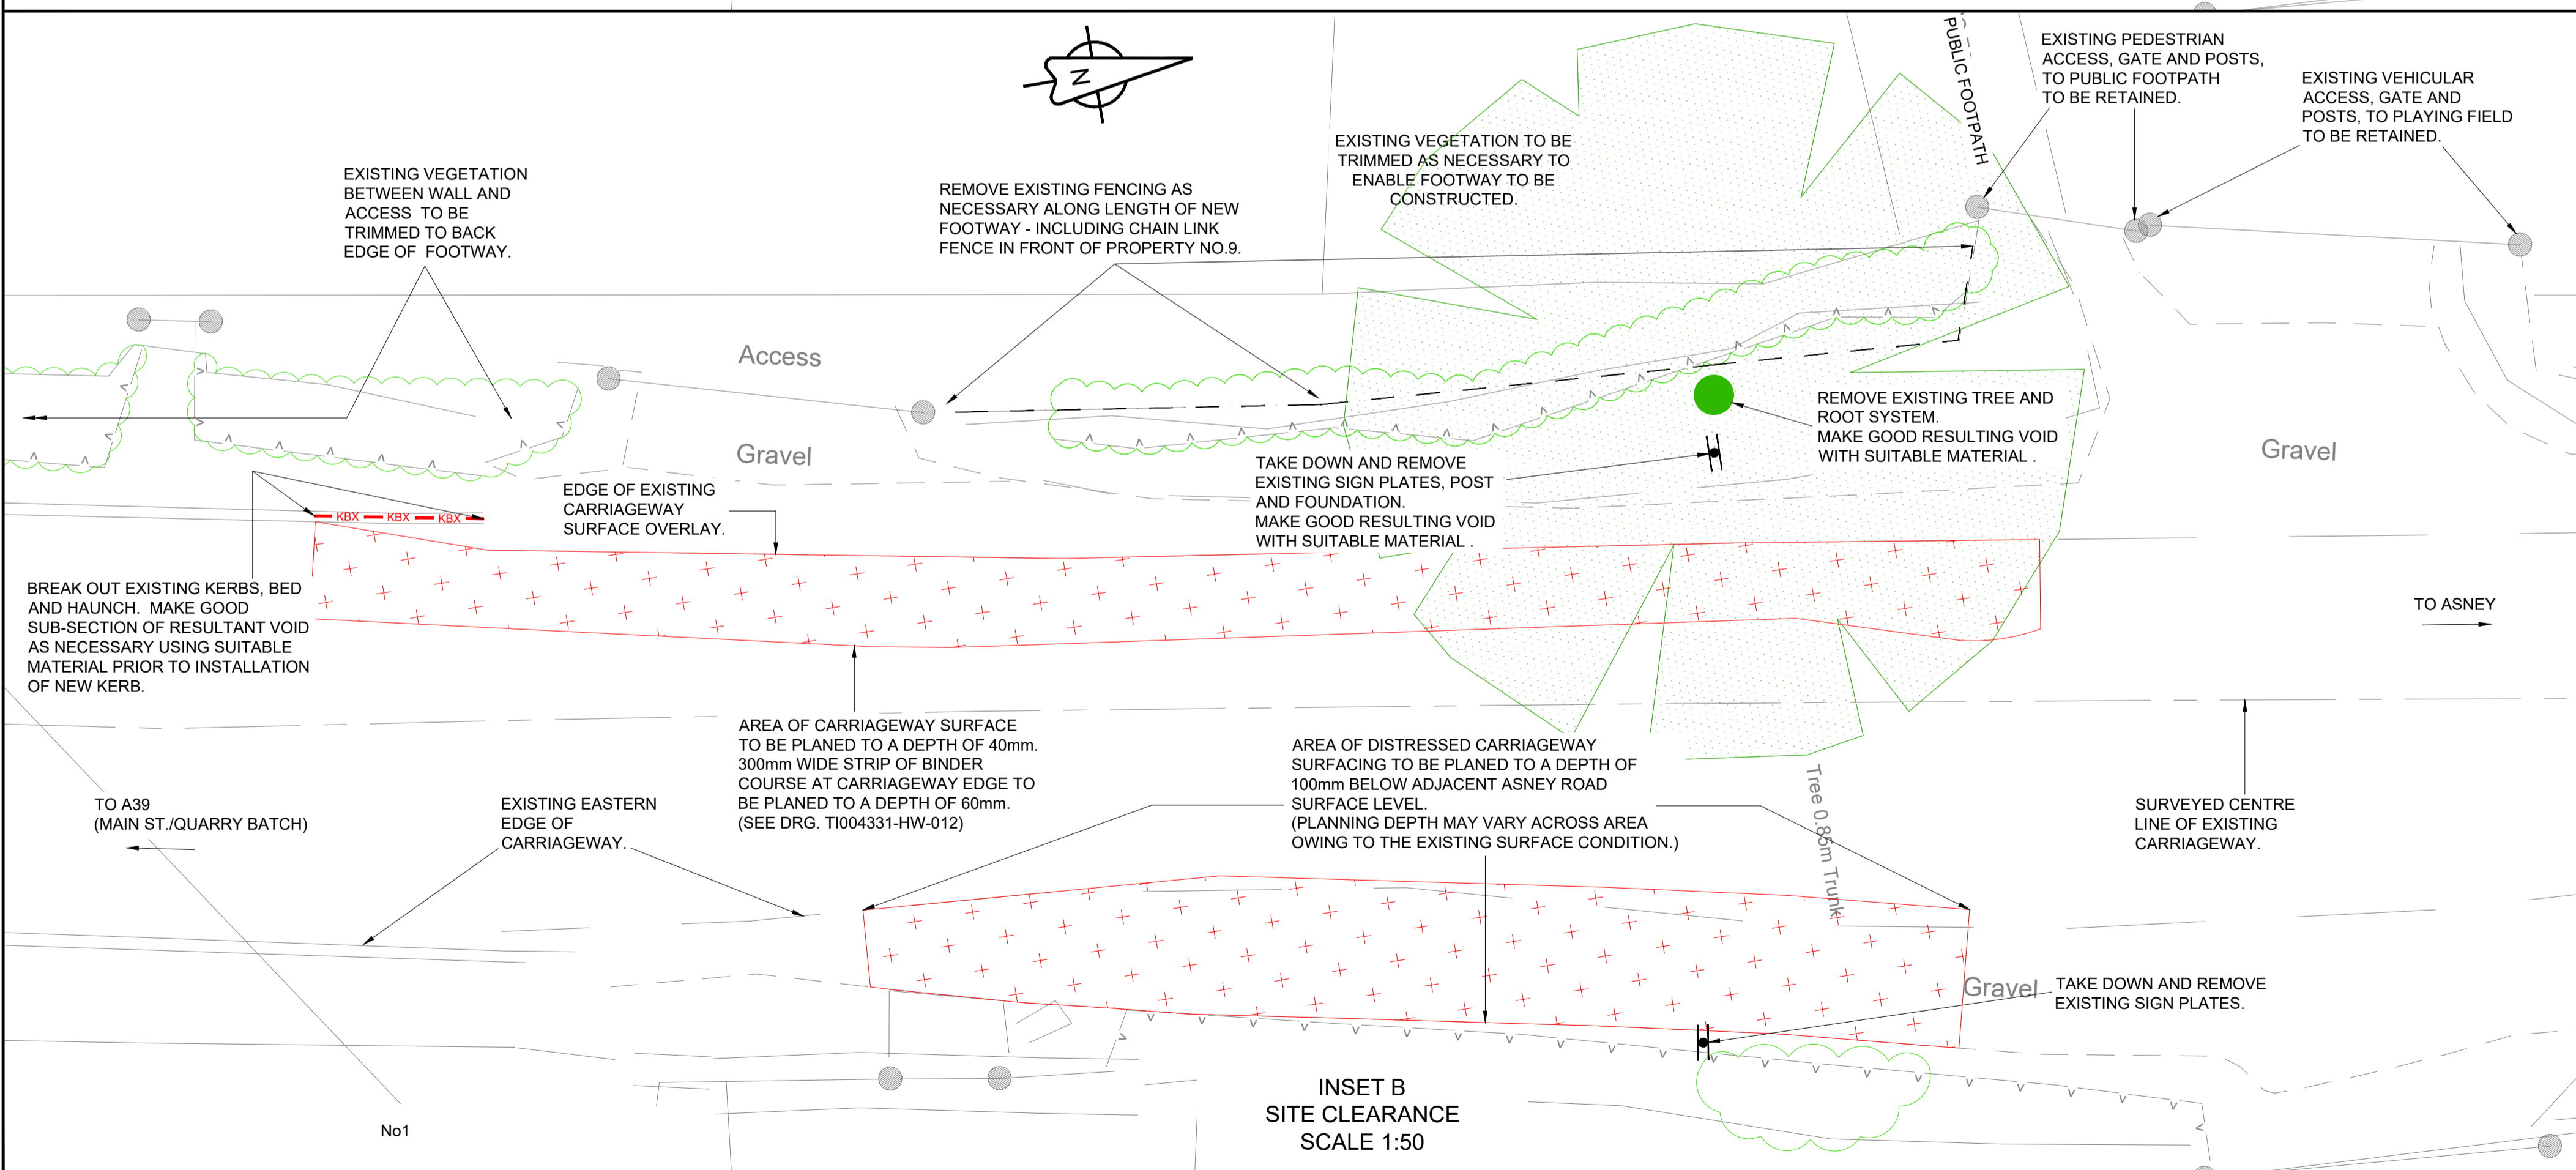 N
PUBLIC FOOTPATH
EXISTING PEDESTRIAN
ACCESS, GATE AND POSTS,
TO PUBLIC FOOTPATH
TO BE RETAINED.
EXISTING VEHICULAR
ACCESS, GATE AND
POSTS, TO PLAYING FIELD
TO BE RETAINED.
EXISTING VEGETATION TO BE
TRIMMED AS NECESSARY TO
ENABLE FOOTWAY TO BE
CONSTRUCTED.
EXISTING VEGETATION
BETWEEN WALL AND
ACCESS TO BE
TRIMMED TO BACK
EDGE OF FOOTWAY.
REMOVE EXISTING FENCING AS
NECESSARY ALONG LENGTH OF NEW
FOOTWAY - INCLUDING CHAIN LINK
FENCE IN FRONT OF PROPERTY NO.9.
Access
Gravel
REMOVE EXISTING TREE AND
ROOT SYSTEM.
MAKE GOOD RESULTING VOID
WITH SUITABLE MATERIAL .
Gravel
TAKE DOWN AND REMOVE
EXISTING SIGN PLATES, POST
AND FOUNDATION.
MAKE GOOD RESULTING VOID
WITH SUITABLE MATERIAL .
EDGE OF EXISTING
CARRIAGEWAY
SURFACE OVERLAY.
KBX KBX KBX
BREAK OUT EXISTING KERBS, BED
AND HAUNCH. MAKE GOOD
SUB-SECTION OF RESULTANT VOID
AS NECESSARY USING SUITABLE
MATERIAL PRIOR TO INSTALLATION
OF NEW KERB.
TO ASNEY
AREA OF CARRIAGEWAY SURFACE
TO BE PLANED TO A DEPTH OF 40mm.
300mm WIDE STRIP OF BINDER
COURSE AT CARRIAGEWAY EDGE TO
BE PLANED TO A DEPTH OF 60mm.
(SEE DRG. TI004331-HW-012)
AREA OF DISTRESSED CARRIAGEWAY
SURFACING TO BE PLANED TO A DEPTH OF
100mm BELOW ADJACENT ASNEY ROAD
SURFACE LEVEL.
(PLANNING DEPTH MAY VARY ACROSS AREA
OWING TO THE EXISTING SURFACE CONDITION.)
Tree 0.85m Trunk
TO A39
(MAIN ST./QUARRY BATCH)
EXISTING EASTERN
EDGE OF
CARRIAGEWAY.
SURVEYED CENTRE
LINE OF EXISTING
CARRIAGEWAY.
Gravel
TAKE DOWN AND REMOVE
EXISTING SIGN PLATES.
No1
INSET B
SITE CLEARANCE
SCALE 1:50